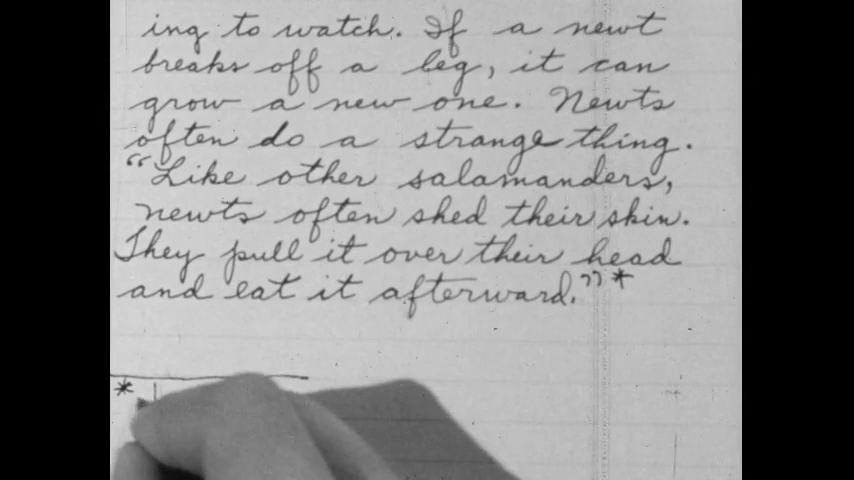 ing to watch. If a newt
breaks off a leg, it can
grow a new one. Newts
often do a strange thing.
"Like other salamanders,
newts often shed their skin.
They pull it over their head
and eat it afterward."*
*